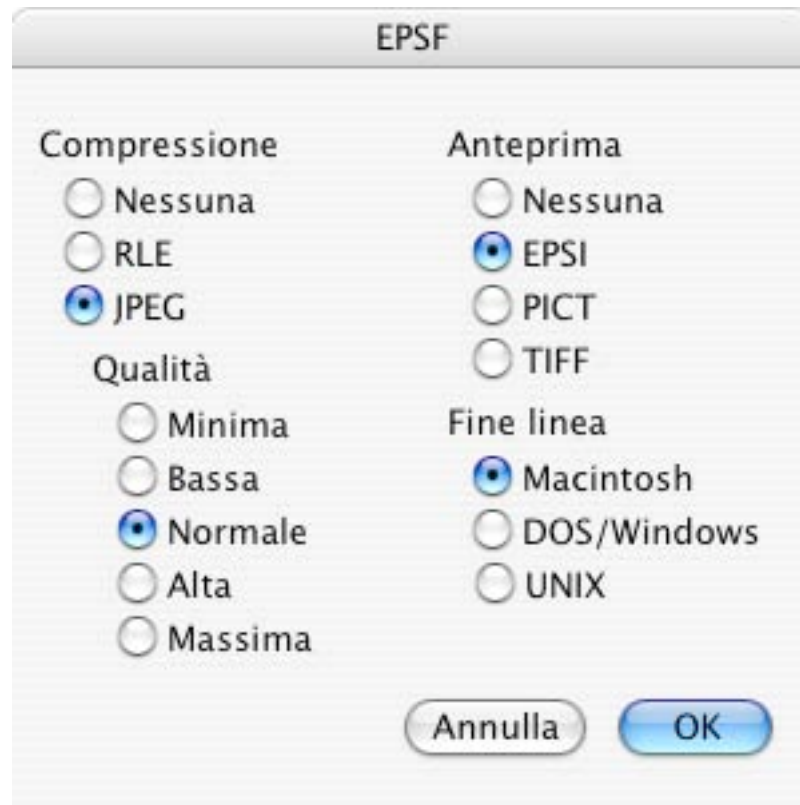 EPSF
Compressione
Nessuna
RLE
JPEG
Qualità
Minima
Bassa
Normale
Alta
Massima
Anteprima
Nessuna
EPSI
PICT
TIFF
Fine linea
Macintosh
DOS/Windows
UNIX
Annulla
OK